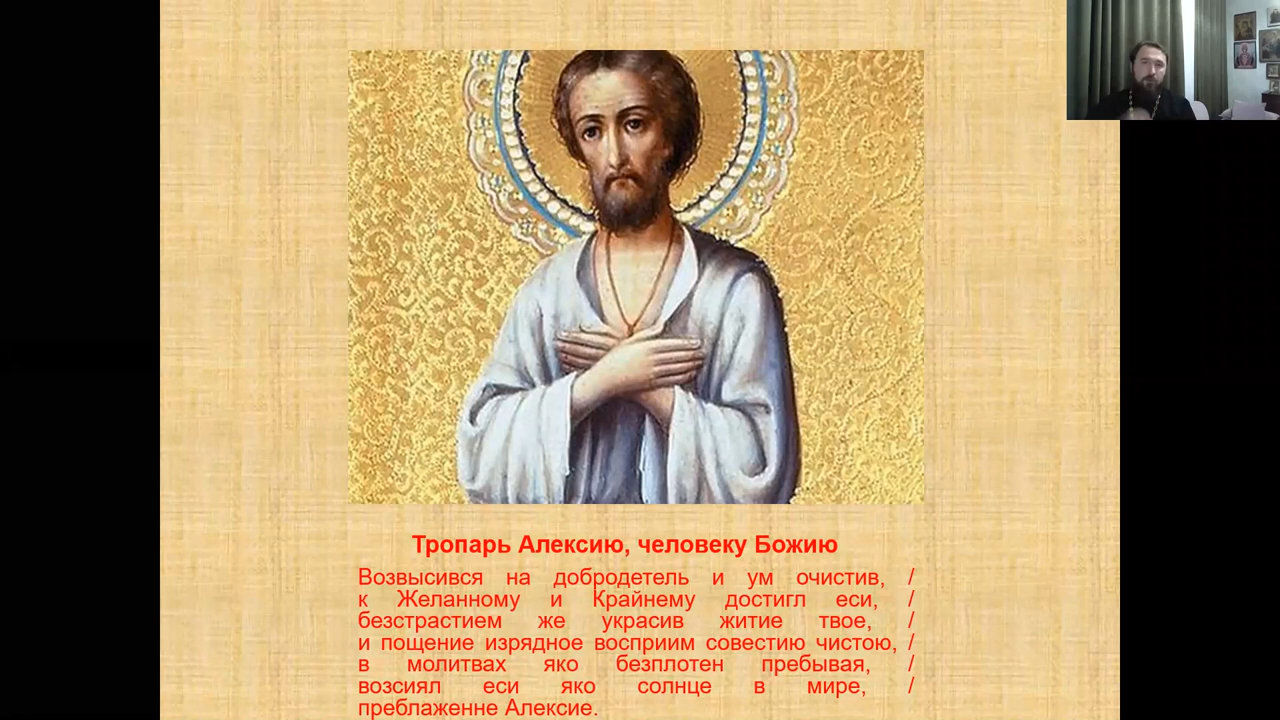 Тропарь Алексию, человеку Божию
Возвысився на добродетель и ум очистив, /
к Желанному и Крайнему достигл еси, /
безстрастием же украсив житие твое, /
и пощение изрядное восприим совестию чистою, /
в молитвах яко безплотен пребывая, /
возсиял еси яко солнце в мире, /
преблаженне Алексие.